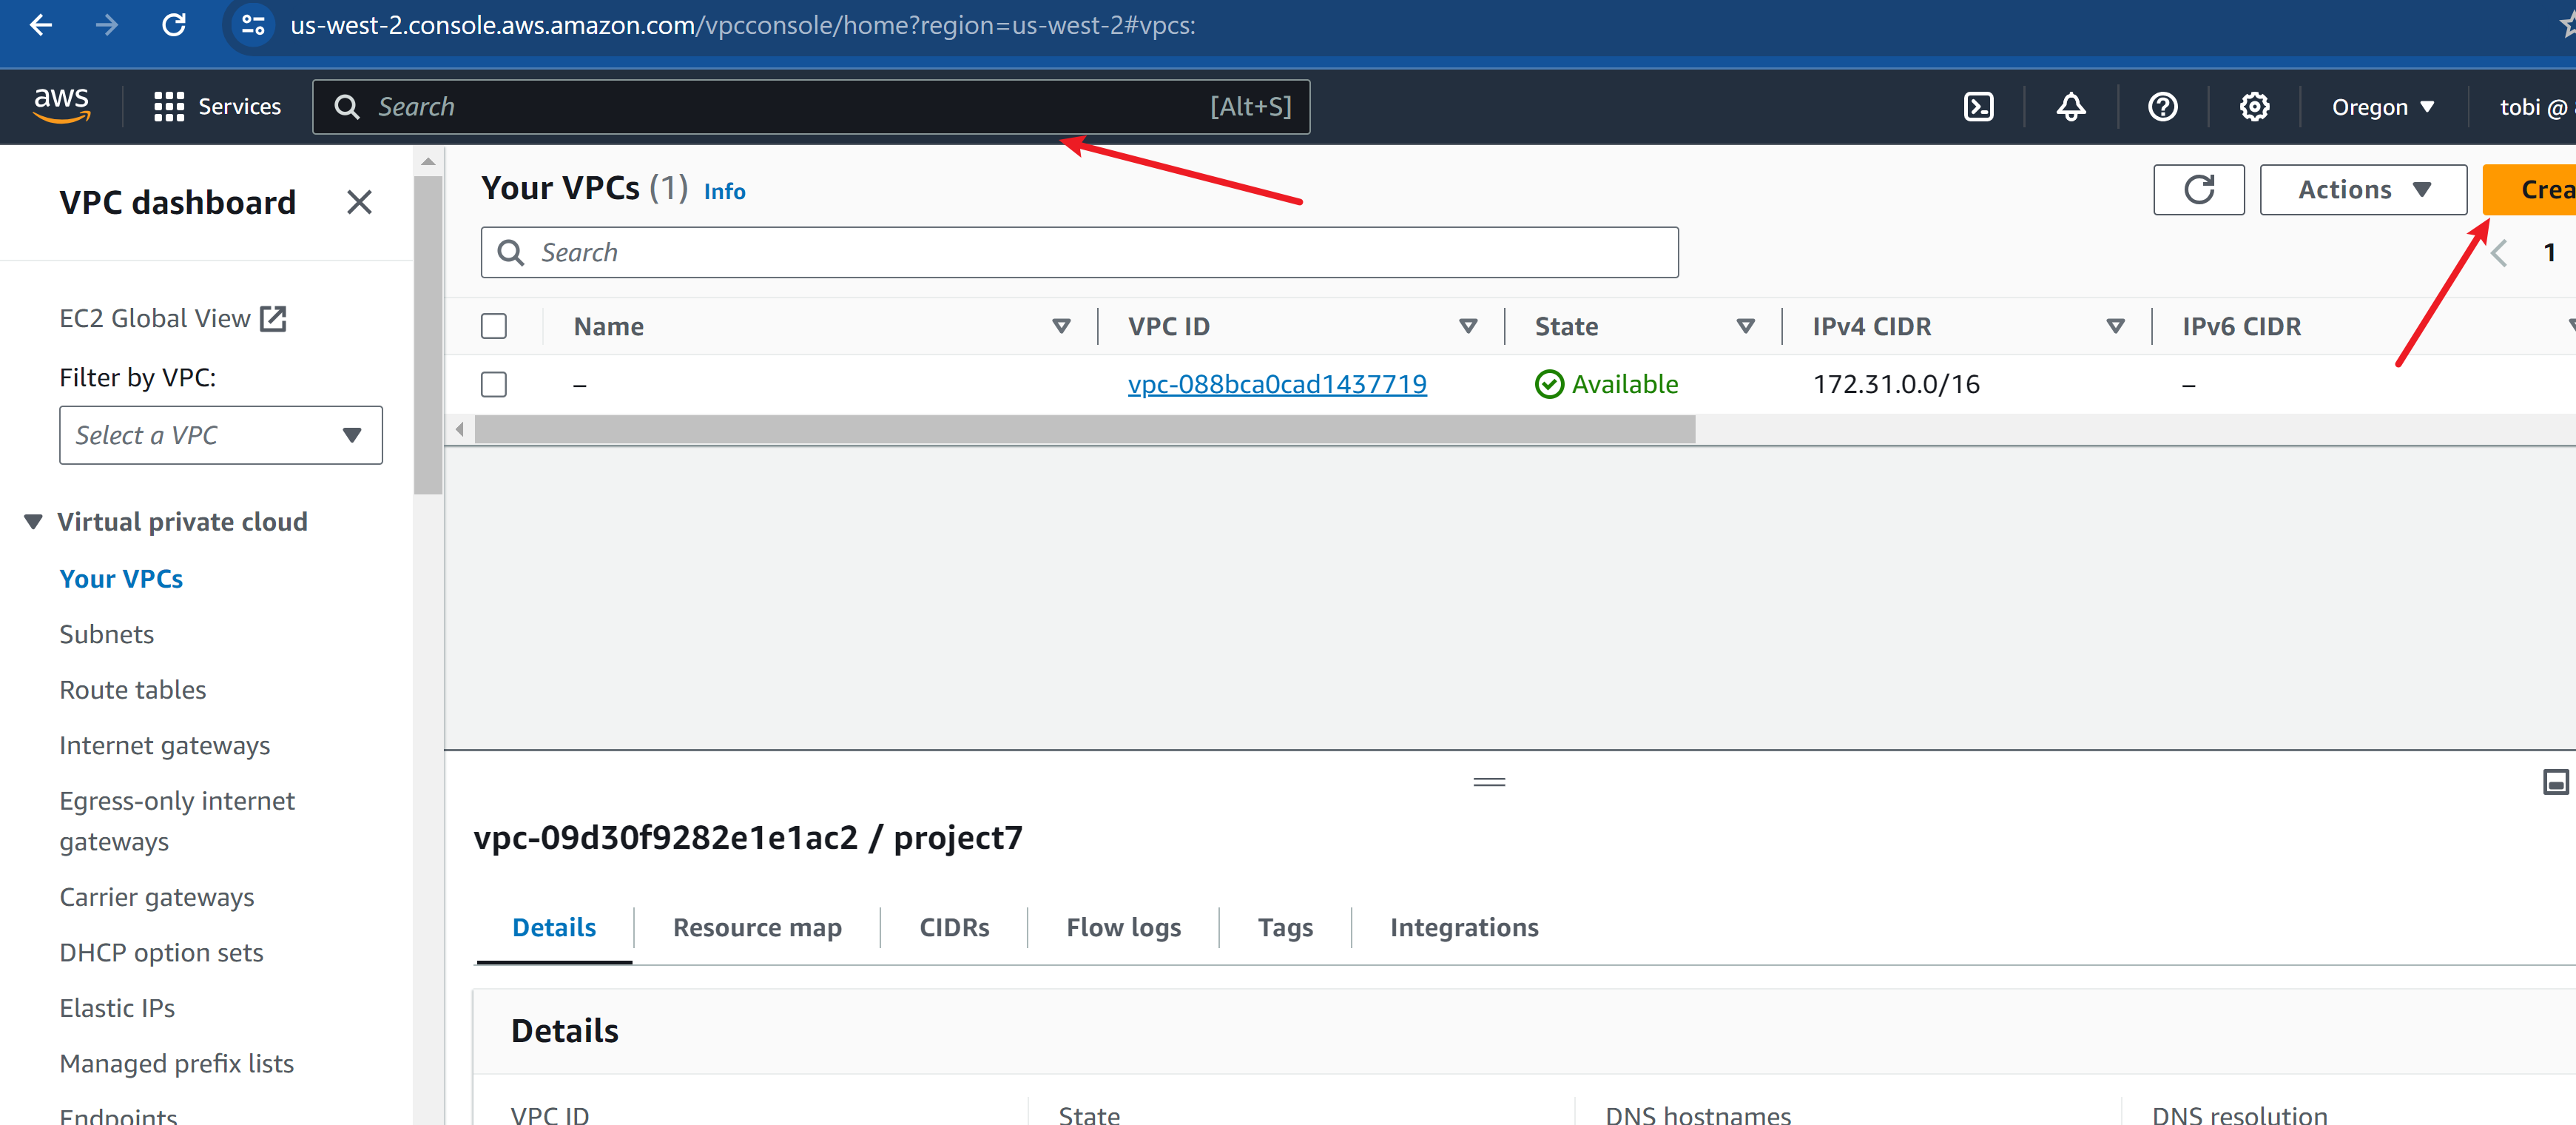 us-west-2.console.aws.amazon.com/vpcconsole/home?region=us-west-2#vpcs:
aws Services Search [Alt+S] Oregon tobi @
VPC dashboard
EC2 Global View
Filter by VPC:
Select a VPC
Virtual private cloud
Your VPCs
Subnets
Route tables
Internet gateways
Egress-only internet
gateways
Carrier gateways
DHCP option sets
Elastic IPs
Managed prefix lists
Endpoints
Your VPCs (1) Info
Actions
Search
1
Name VPC ID State IPv4 CIDR IPv6 CIDR
– vpc-088bca0cad1437719 Available 172.31.0.0/16 –
vpc-09d30f9282e1e1ac2 / project7
Details Resource map CIDRs Flow logs Tags Integrations
Details
VPC ID State DNS hostnames DNS resolution